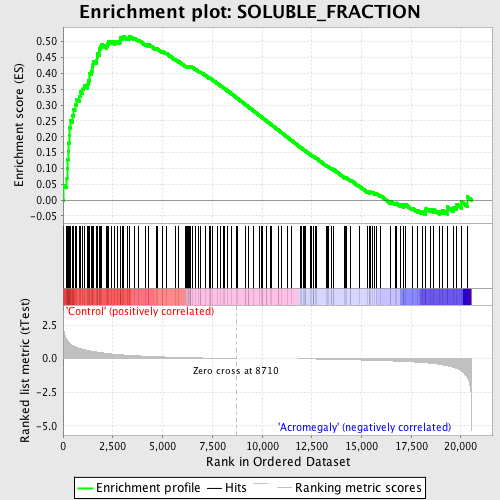 Enrichment plot: SOLUBLE_FRACTION
Enrichment score (ES)
0.50
0.45
0.40
0.35
0.30
0.25
0.20
0.15
0.10
0.05
0.00
-0.05
'Control' (positively correlated)
Ranked list metric (tTest)
2.5
0.0
-2.5
-5.0
Zero cross at 8710
'Acromegaly' (negatively correlated)
0
2,500
5,000
7,500
10,000
12,500
15,000
17,500
20,000
Rank in Ordered Dataset
Enrichment profile
Hits
Ranking metric scores